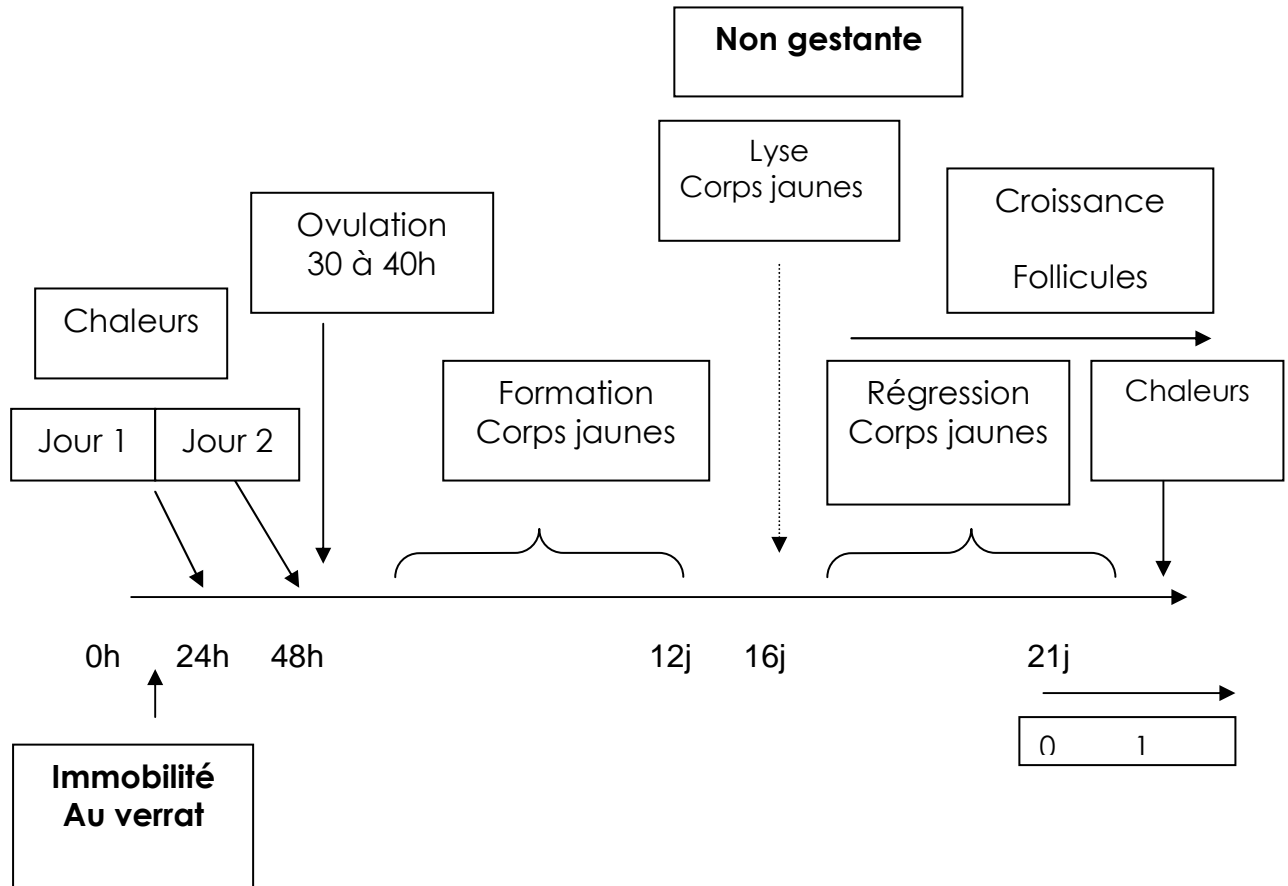 Non gestante
Lyse
Corps jaunes
Croissance
Follicules
Ovulation
30 à 40h
Chaleurs
Jour 1
Jour 2
Formation
Corps jaunes
Régression
Corps jaunes
Chaleurs
0h
24h
48h
12j
16j
21j
0
1
Immobilité
Au verrat